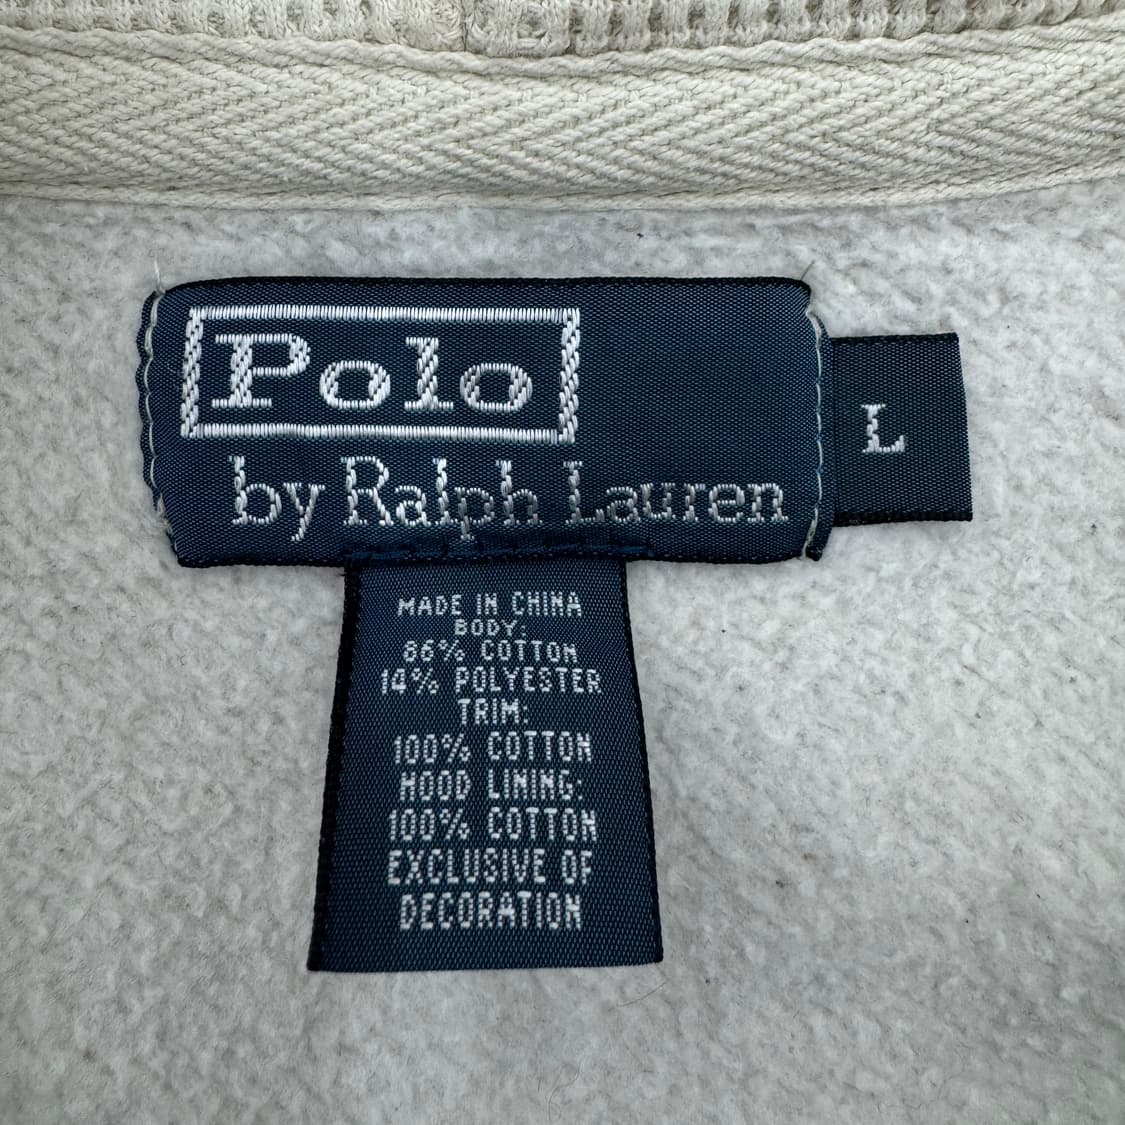 Polo
by Ralph Lauren
L
MADE IN CHINA
BODY:
86% COTTON
14% POLYESTER
TRIM:
100% COTTON
HOOD LINING:
100% COTTON
EXCLUSIVE OF
DECORATION